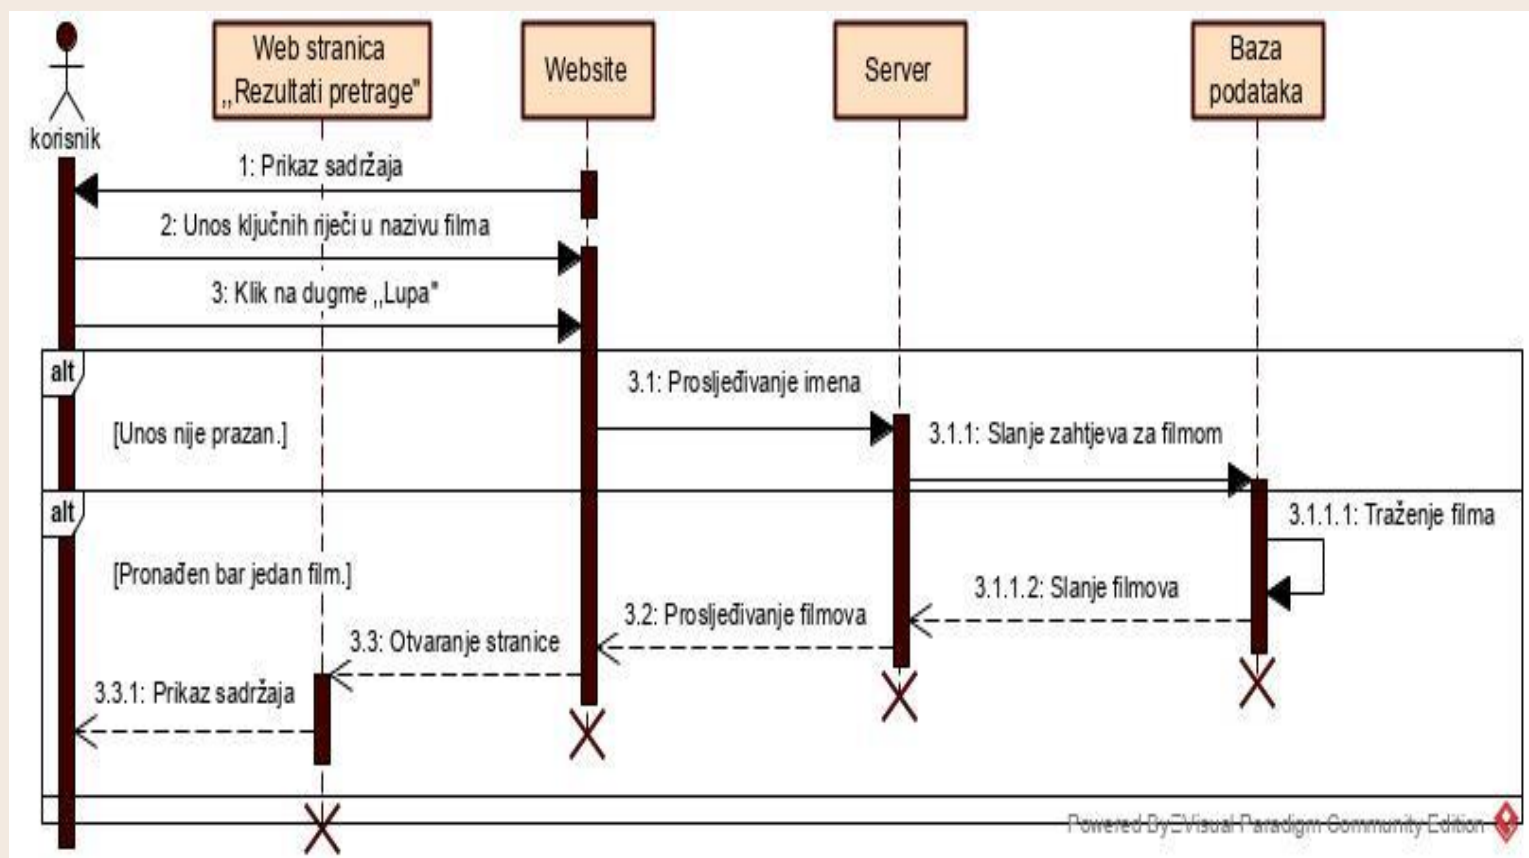 Web stranica
,,Rezultati pretrage"
Website
Server
Baza
podataka
korisnik
1: Prikaz sadržaja
2: Unos ključnih riječi u nazivu filma
3: Klik na dugme ,,Lupa"
alt
3.1: Prosljeđivanje imena
[Unos nije prazan.]
3.1.1: Slanje zahtjeva za filmom
alt
3.1.1.1: Traženje filma
[Pronađen bar jedan film.]
3.1.1.2: Slanje filmova
3.2: Prosljeđivanje filmova
3.3: Otvaranje stranice
3.3.1: Prikaz sadržaja
Powered By Visual Paradigm Community Edition